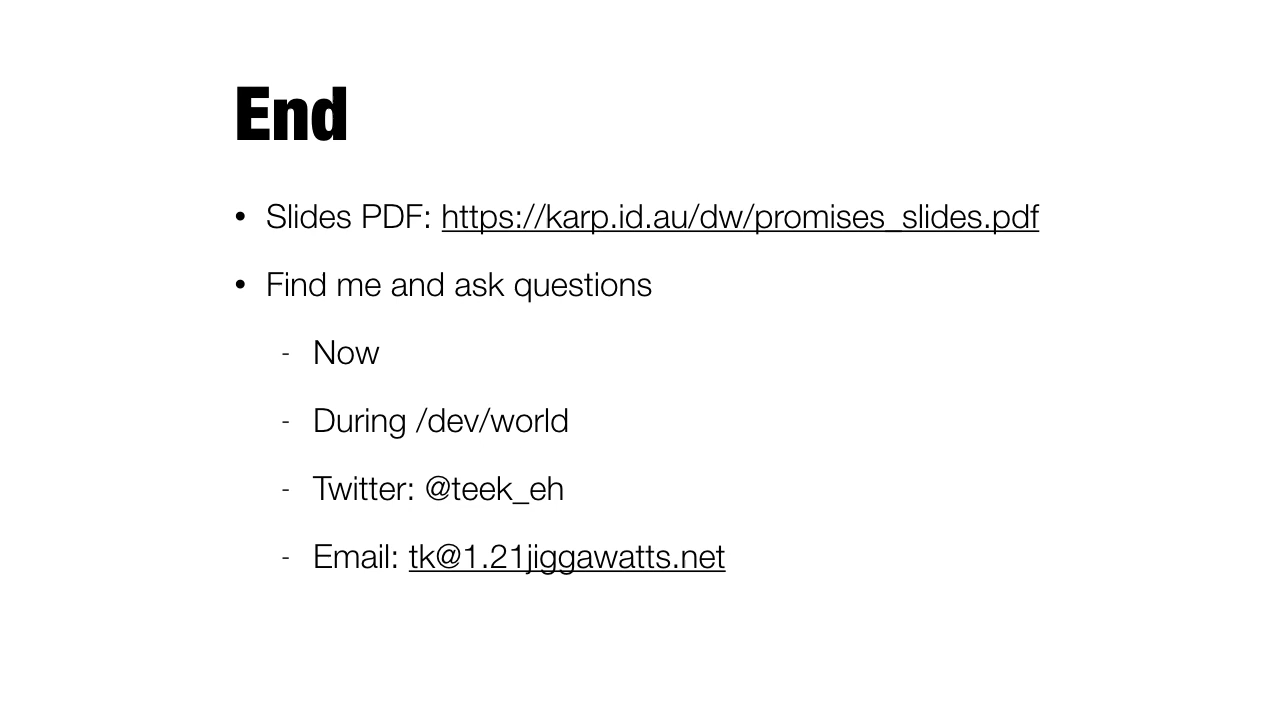 End
• Slides PDF: https://karp.id.au/dw/promises_slides.pdf
• Find me and ask questions
- Now
- During /dev/world
- Twitter: @teek_eh
- Email: tk@1.21jiggawatts.net